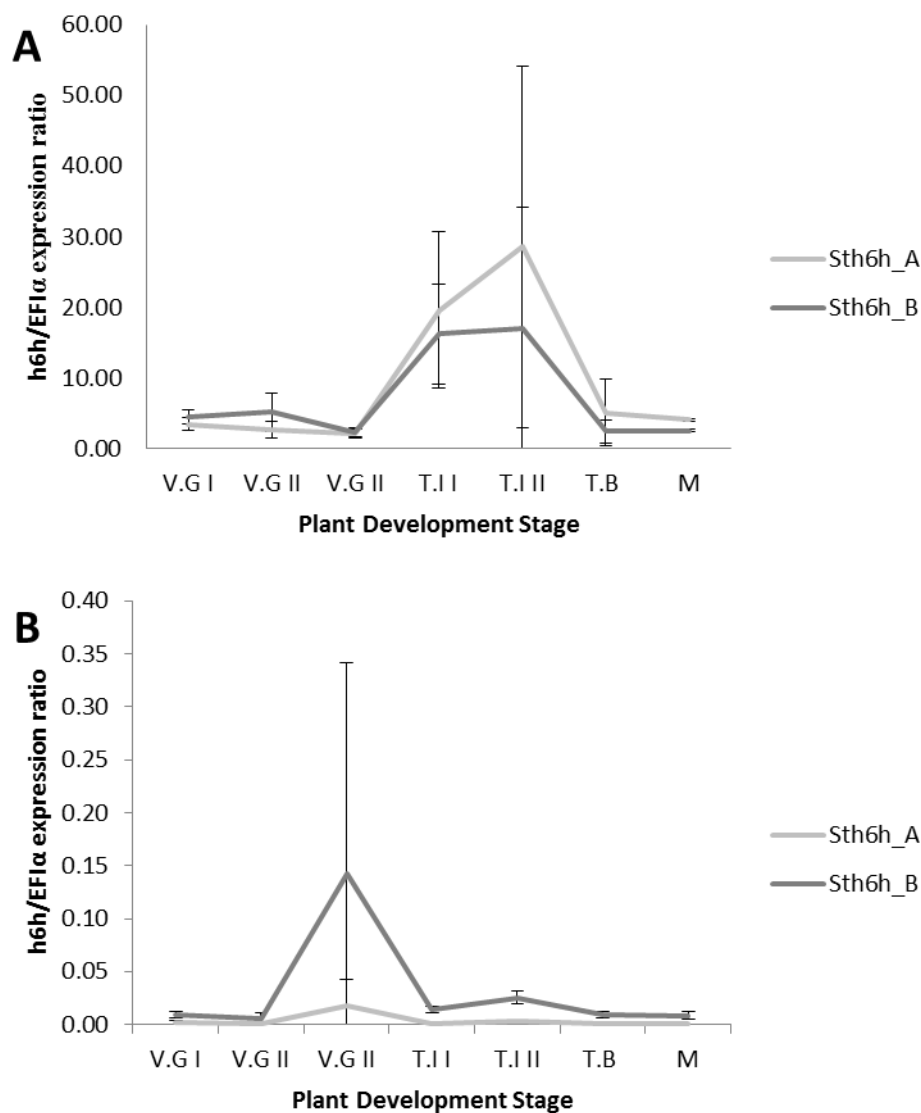 A
h6h/EFIα expression ratio
60.00
50.00
40.00
30.00
20.00
10.00
0.00
V.G I V.G II V.G II T.I I T.I II T.B M
Plant Development Stage
Sth6h_A
Sth6h_B
B
h6h/EFIα expression ratio
0.40
0.35
0.30
0.25
0.20
0.15
0.10
0.05
0.00
V.G I V.G II V.G II T.I I T.I II T.B M
Plant Development Stage
Sth6h_A
Sth6h_B